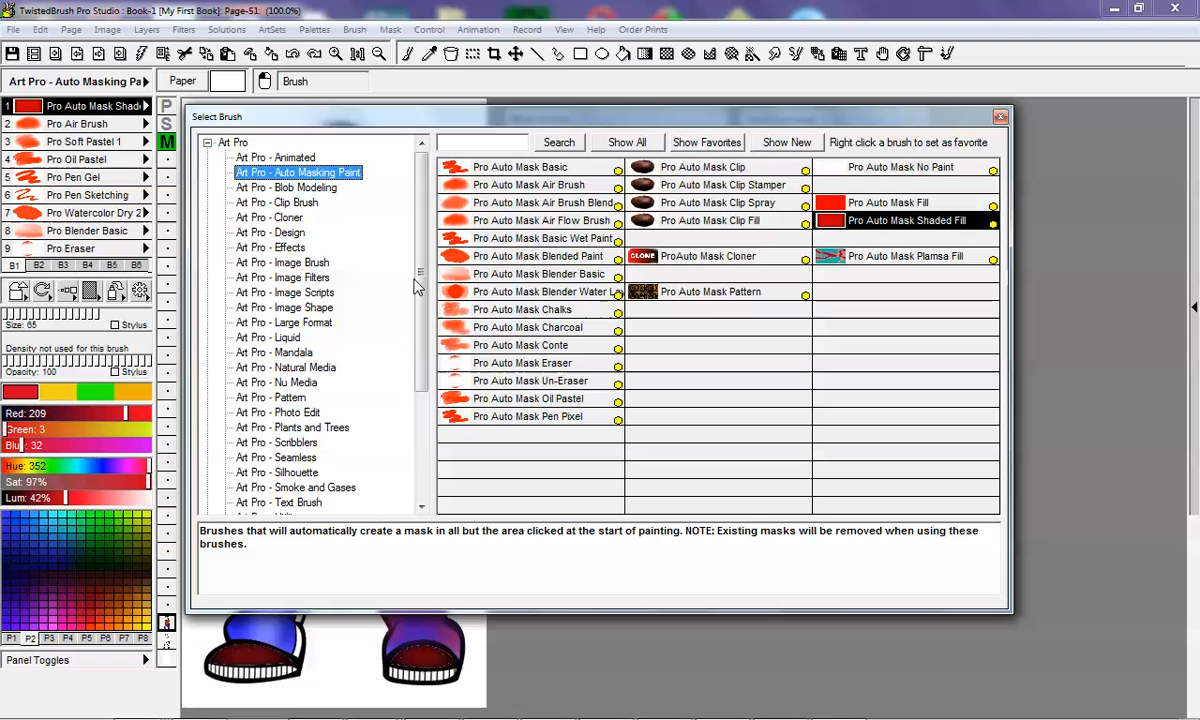 TwistedBrush Pro Studio : Book-1 [My First Book]: Page-51: (100.0%)
File Edit Page Image Layers Filters Solutions ArtSets Palettes Brush Mask Control Animation Record View Help Order Prints
Art Pro - Auto Masking Pa
Paper
Brush
1 Pro Auto Mask Shad
2 Pro Air Brush
3 Pro Soft Pastel 1
4 Pro Oil Pastel
5 Pro Pen Gel
6 Pro Pen Sketching
7 Pro Watercolor Dry 2
8 Pro Blender Basic
9 Pro Eraser
P
S
M
B1 B2 B3 B4 B5 B6
Size: 65
Stylus
Density not used for this brush
Opacity: 100
Stylus
Red: 209
Green: 3
Blu: 32
Hue: 352
Sat: 97%
Lum: 42%
P1 P2 P3 P4 P5 P6 P7 P8
Panel Toggles
Select Brush
Art Pro
Art Pro - Animated
Art Pro - Auto Masking Paint
Art Pro - Blob Modeling
Art Pro - Clip Brush
Art Pro - Cloner
Art Pro - Design
Art Pro - Effects
Art Pro - Image Brush
Art Pro - Image Filters
Art Pro - Image Scripts
Art Pro - Image Shape
Art Pro - Large Format
Art Pro - Liquid
Art Pro - Mandala
Art Pro - Natural Media
Art Pro - Nu Media
Art Pro - Pattern
Art Pro - Photo Edit
Art Pro - Plants and Trees
Art Pro - Scribblers
Art Pro - Seamless
Art Pro - Silhouette
Art Pro - Smoke and Gases
Art Pro - Text Brush
Search
Show All
Show Favorites
Show New
Right click a brush to set as favorite
Pro Auto Mask Basic
Pro Auto Mask Air Brush
Pro Auto Mask Air Brush Blend
Pro Auto Mask Air Flow Brush
Pro Auto Mask Basic Wet Paint
Pro Auto Mask Blended Paint
Pro Auto Mask Blender Basic
Pro Auto Mask Blender Water L
Pro Auto Mask Chalks
Pro Auto Mask Charcoal
Pro Auto Mask Conte
Pro Auto Mask Eraser
Pro Auto Mask Un-Eraser
Pro Auto Mask Oil Pastel
Pro Auto Mask Pen Pixel
Pro Auto Mask Clip
Pro Auto Mask Clip Stamper
Pro Auto Mask Clip Spray
Pro Auto Mask Clip Fill
CLONE
ProAuto Mask Cloner
Pro Auto Mask Pattern
Pro Auto Mask No Paint
Pro Auto Mask Fill
Pro Auto Mask Shaded Fill
Pro Auto Mask Plamsa Fill
Brushes that will automatically create a mask in all but the area clicked at the start of painting. NOTE: Existing masks will be removed when using these
brushes.